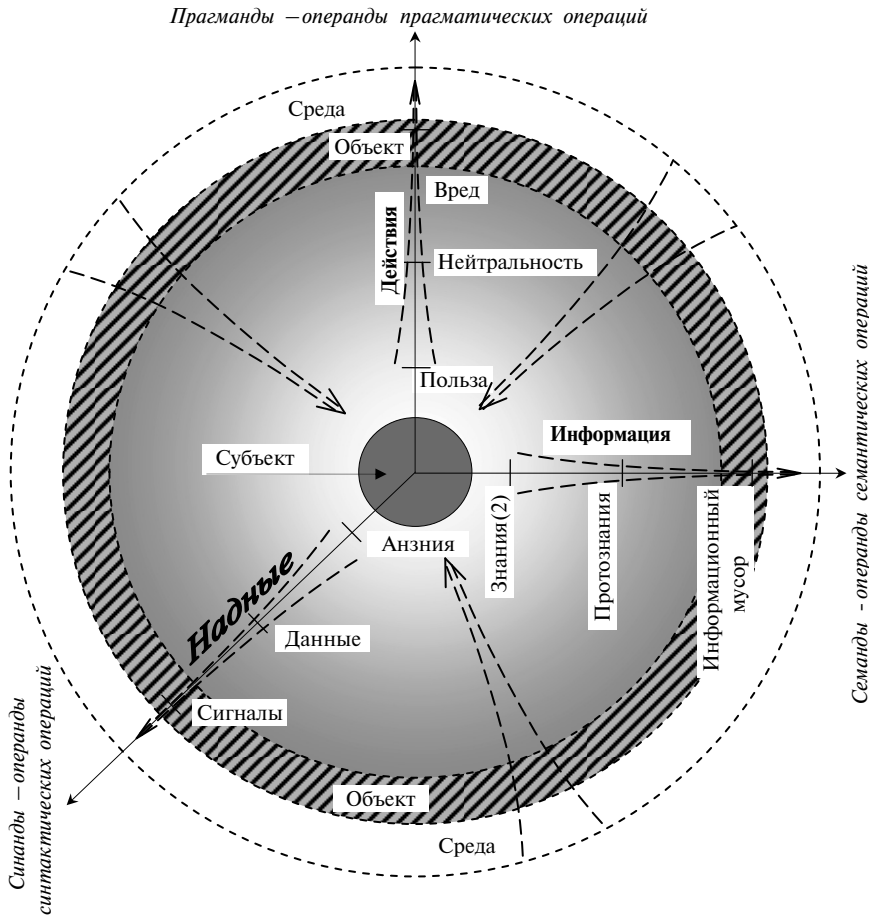 Прагманды –операнды прагматических операций
Среда
Объект
Вред
Действия
Нейтральность
Польза
Информация
Субъект
Анзния
Знания(2)
Протознания
Информационный
мусор
Семанды - операнды семантических операций
Надные
Данные
Сигналы
Объект
Среда
Синанды –операнды
синтактических операций